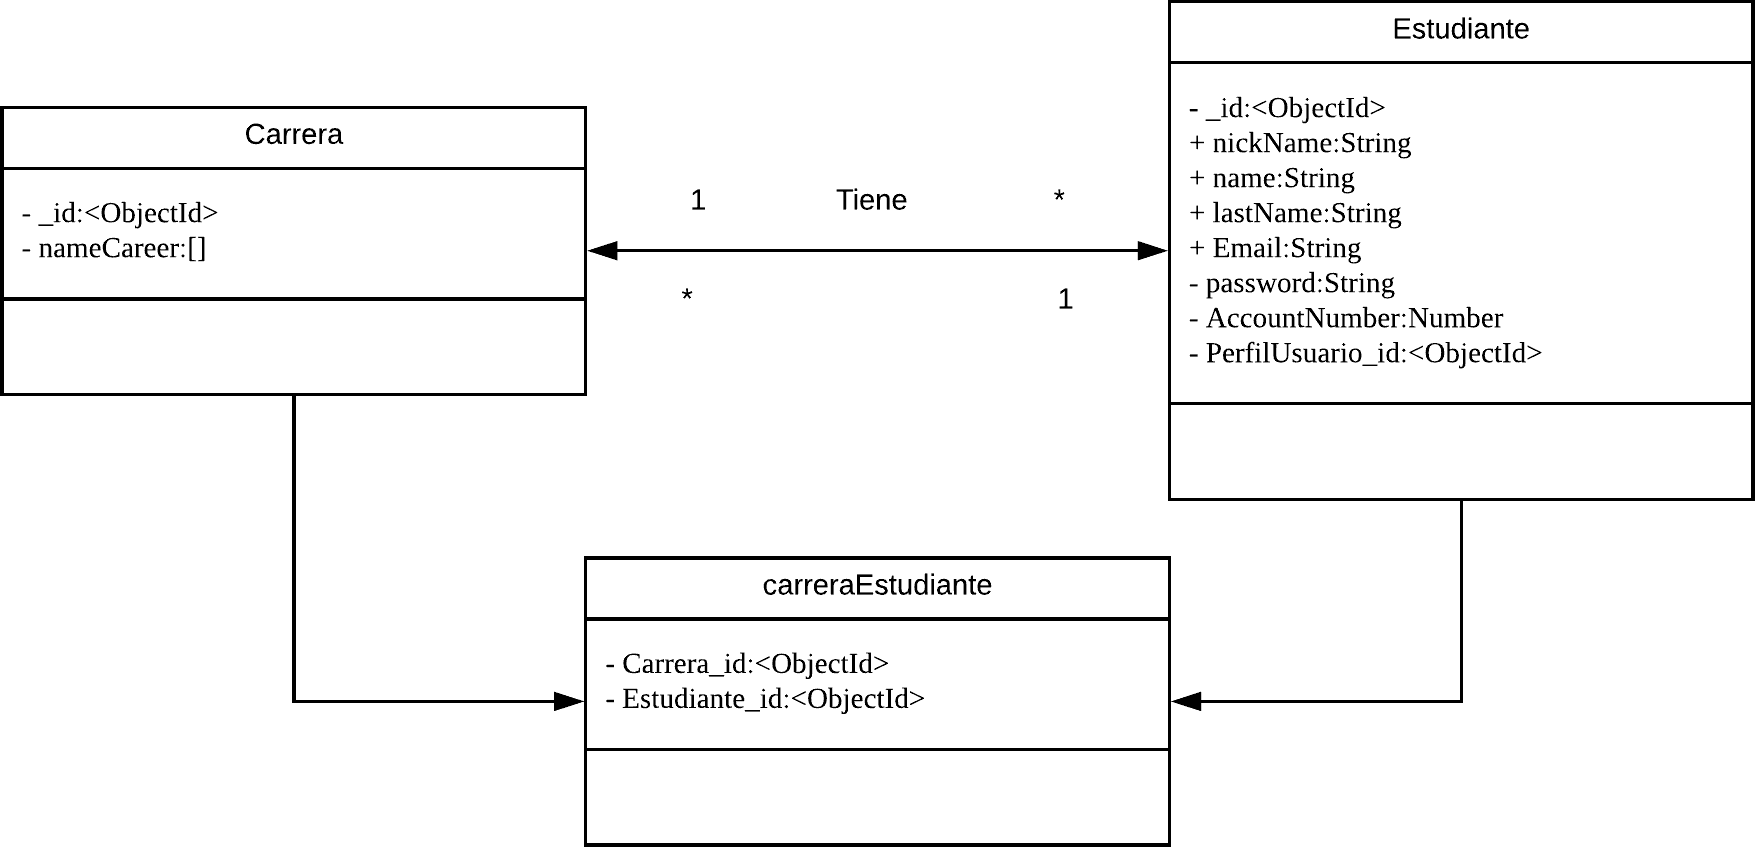 Carrera
- _id:<ObjectId>
- nameCareer:[]
1 Tiene *
* 1
Estudiante
- _id:<ObjectId>
+ nickName:String
+ name:String
+ lastName:String
+ Email:String
- password:String
- AccountNumber:Number
- PerfilUsuario_id:<ObjectId>
carreraEstudiante
- Carrera_id:<ObjectId>
- Estudiante_id:<ObjectId>